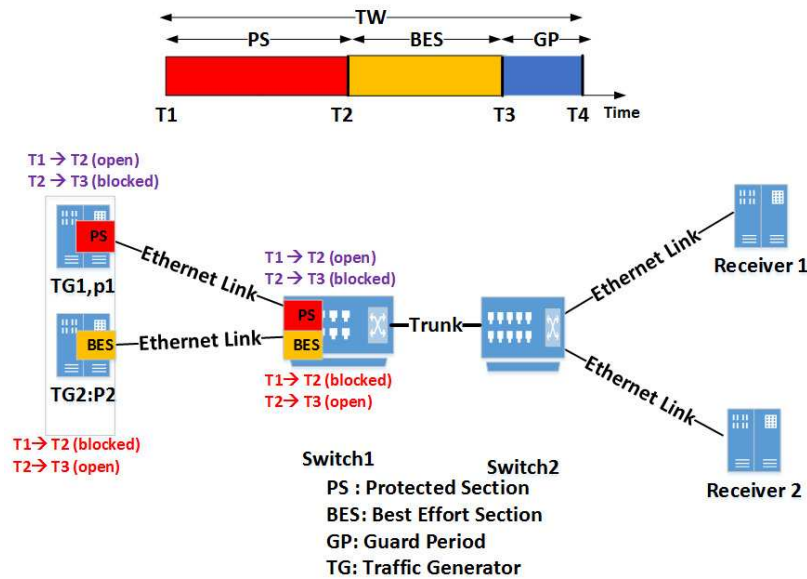 TW
PS BES GP
T1 T2 T3 T4 Time
T1 → T2 (open)
T2 → T3 (blocked)
PS
TG1,p1
Ethernet Link
T1 → T2 (open)
T2 → T3 (blocked)
PS
BES
Trunk
Ethernet Link
Receiver 1
BES
TG2:P2
Ethernet Link
T1→ T2 (blocked)
T2→ T3 (open)
Ethernet Link
Receiver 2
T1→ T2 (blocked)
T2→ T3 (open)
Switch1 Switch2
PS : Protected Section
BES: Best Effort Section
GP: Guard Period
TG: Traffic Generator